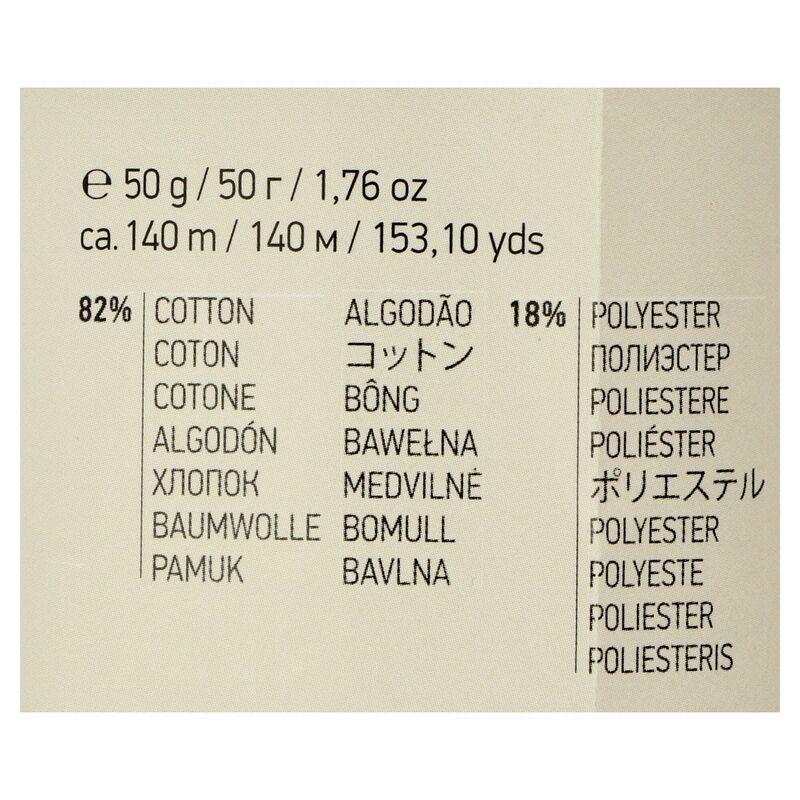 ℮ 50 g / 50 г / 1,76 oz
ca. 140 m / 140 м / 153,10 yds
82%
COTTON
COTON
COTONE
ALGODÓN
ХЛОПОК
BAUMWOLLE
PAMUK
ALGODÃO
コットン
BÔNG
BAWEŁNA
MEDVILNĖ
BOMULL
BAVLNA
18%
POLYESTER
ПОЛИЭСТЕР
POLIESTERE
POLIÉSTER
ポリエステル
POLYESTER
POLYESTE
POLIESTER
POLIESTERIS